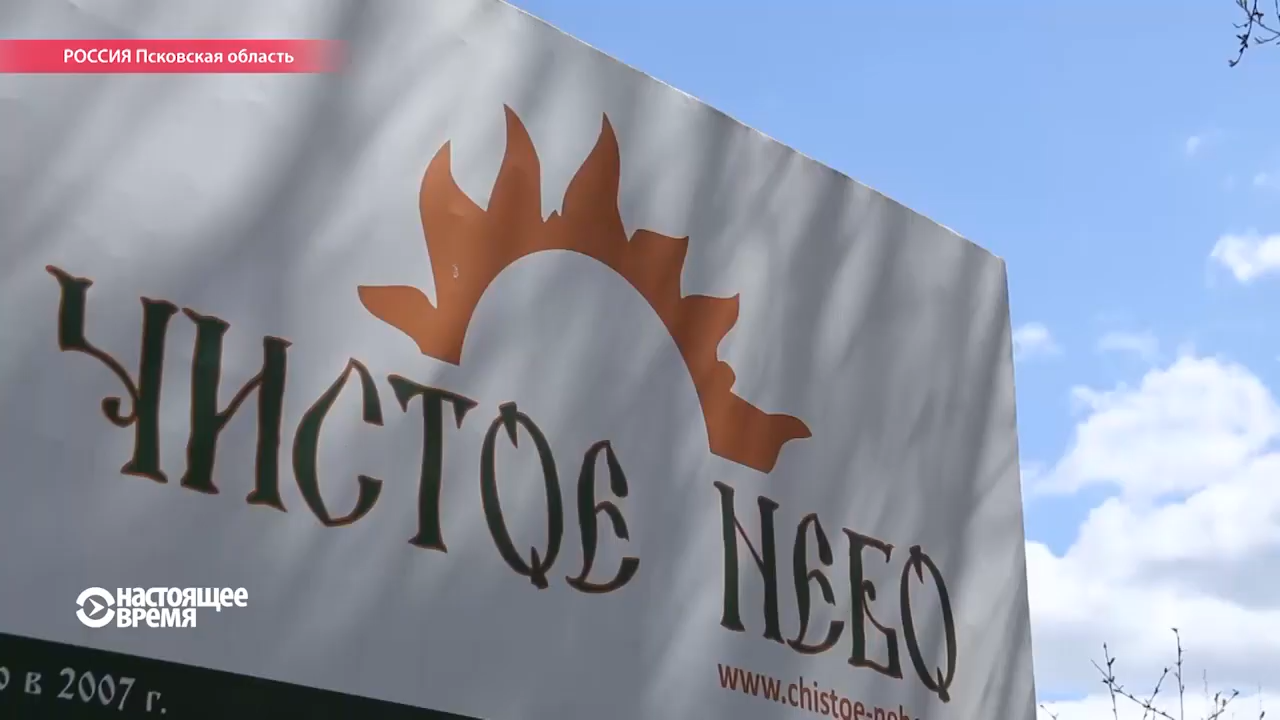 РОССИЯ Псковская область
ЧИСТОЕ НЕБО
НАСТОЯЩЕЕ
ВРЕМЯ
www.chistoe-
в 2007 г.